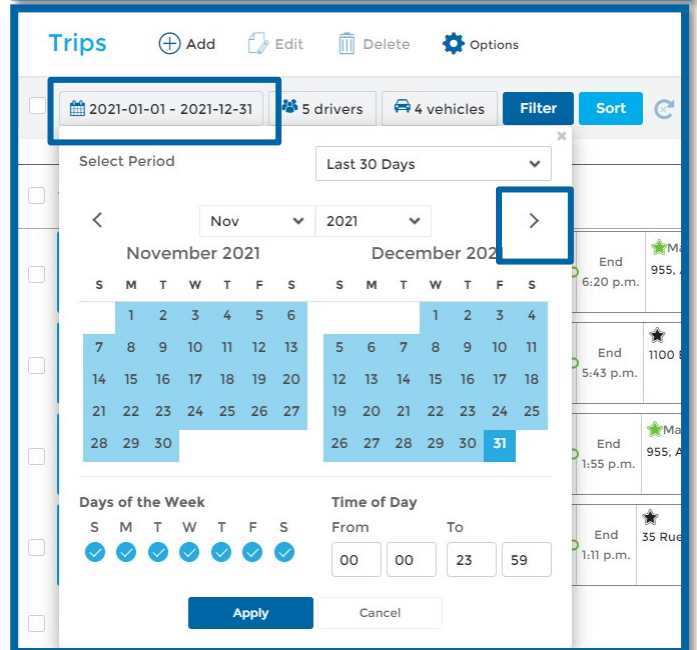 Trips Add Edit Delete Options
2021-01-01 - 2021-12-31 5 drivers 4 vehicles Filter Sort
Select Period Last 30 Days
Nov 2021
November 2021 December 202
S M T W T F S S M T W T F S
1 2 3 4 5 6 1 2 3 4
7 8 9 10 11 12 13 5 6 7 8 9 10 11
14 15 16 17 18 19 20 12 13 14 15 16 17 18
21 22 23 24 25 26 27 19 20 21 22 23 24 25
28 29 30 26 27 28 29 30 31
Days of the Week Time of Day
S M T W T F S From To
00 00 23 59
Apply Cancel
End Ma
6:20 p.m. 955, A
End 1100
5:43 p.m.
End Ma
1:55 p.m. 955, A
End 35 Rue
1:11 p.m.